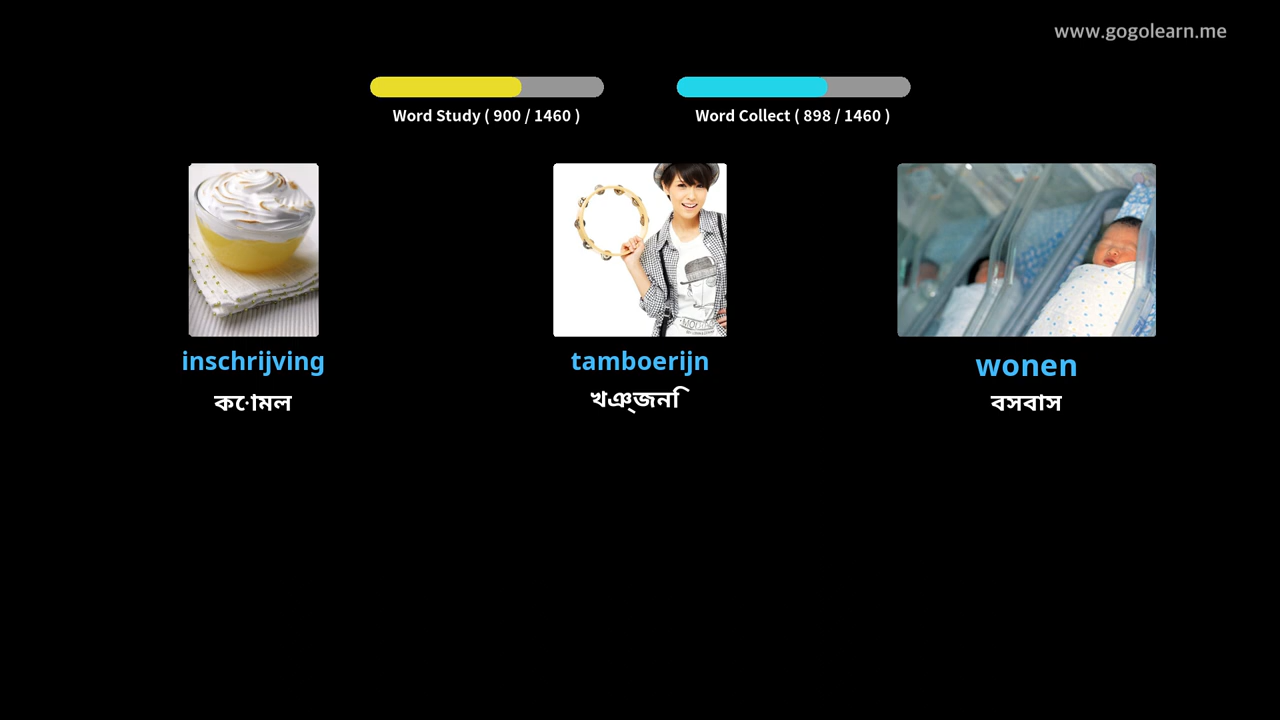 www.gogolearn.me
Word Study ( 900 / 1460 )
Word Collect ( 898 / 1460 )
inschrijving
tamboerijn
wonen
কোমল
খঞ্জনি
বসবাস